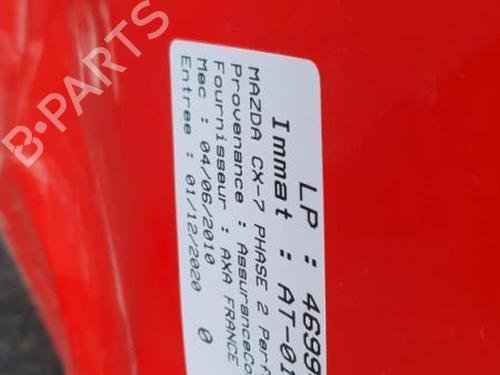 B-PARTS
LP : 4699
Immat : AT-01
MAZDA CX-7 PHASE 2 Perf
Provenance : AssuranceCo
Fournisseur : AXA FRANCE
Mec : 04/06/2010 0
Entree : 01/12/2020